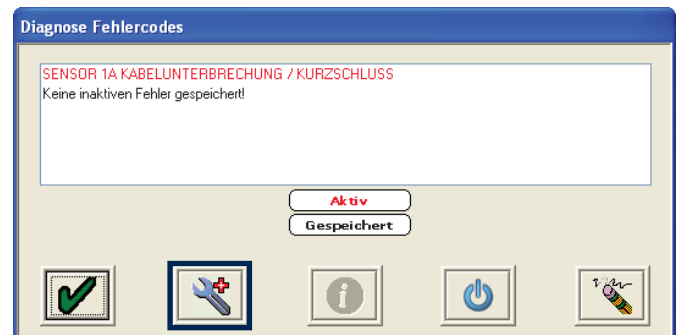 Diagnose Fehlercodes
SENSOR 1A KABELUNTERBRECHUNG / KURZSCHLUSS
Keine inaktiven Fehler gespeichert!
Aktiv
Gespeichert